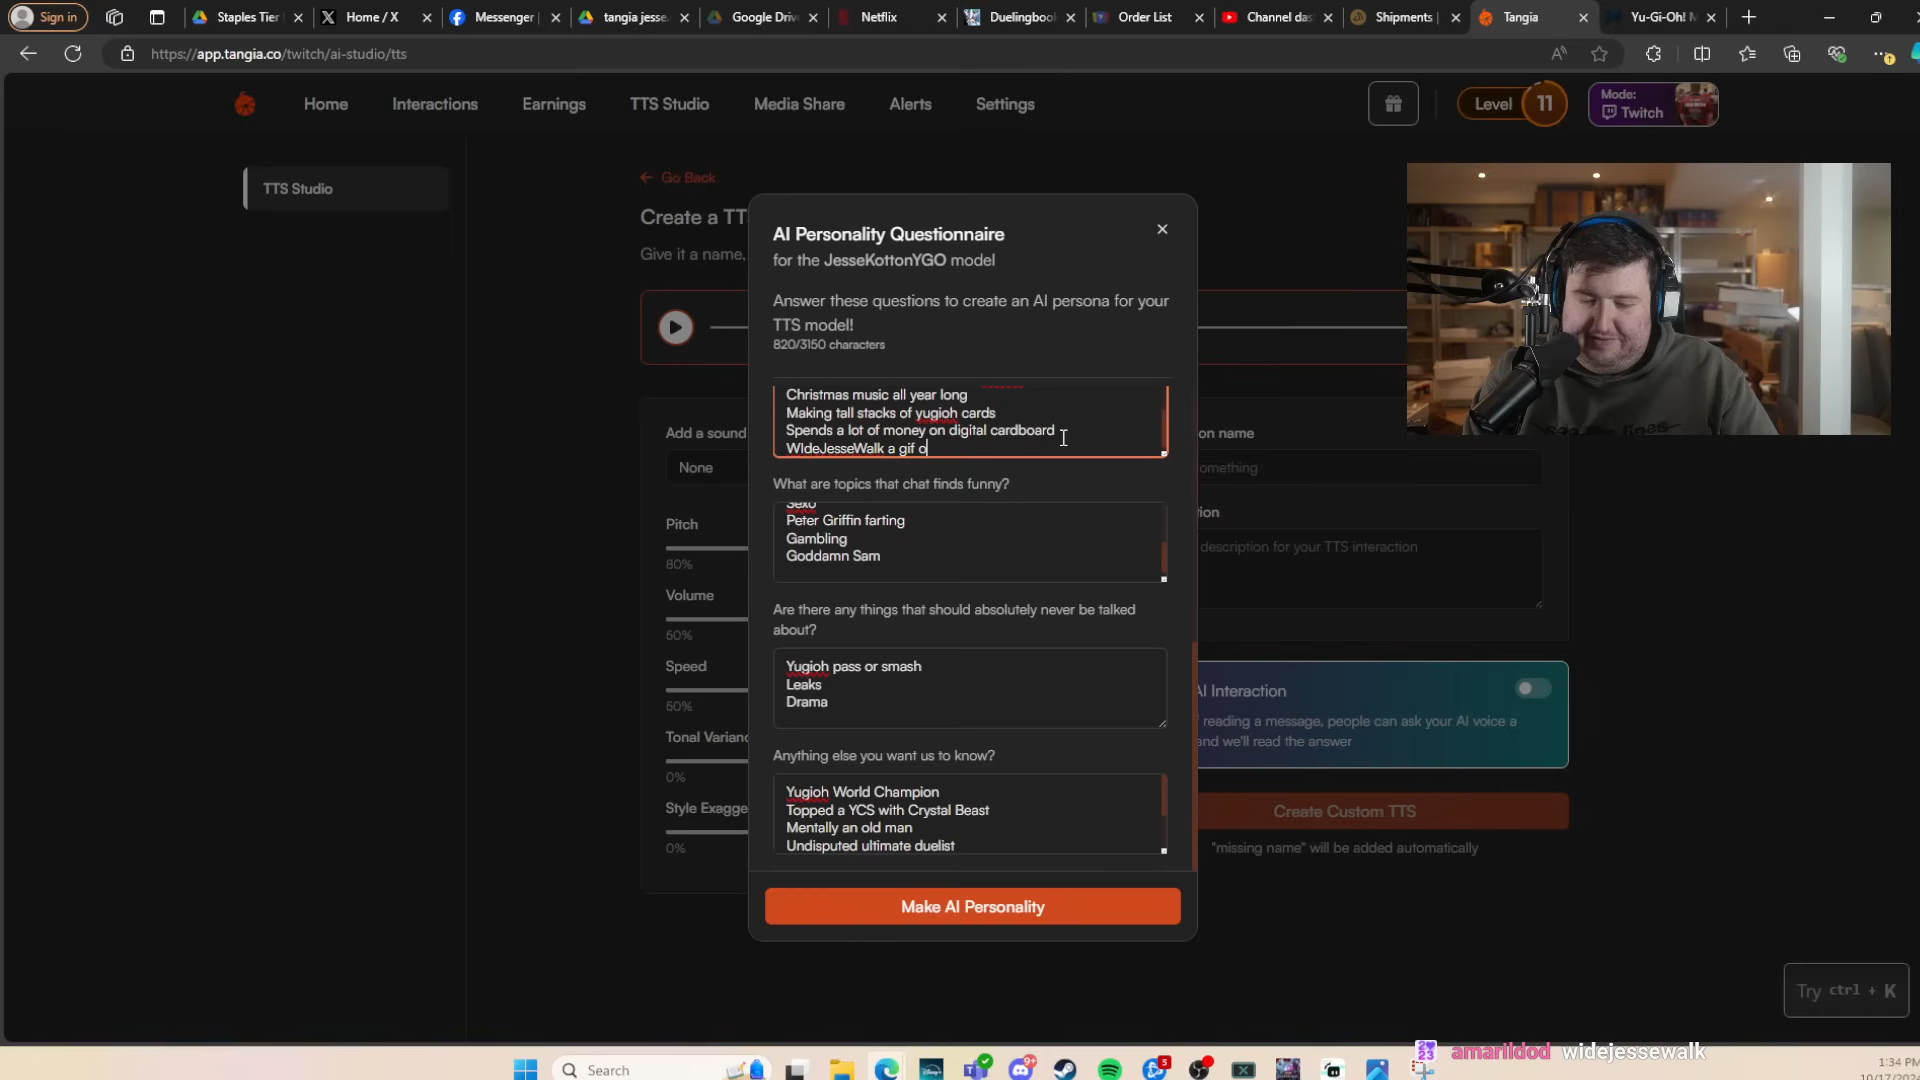 Sign in
Staples Tier
Home / X
Messenger
tangia jesse.
Google Driv
Netflix
Duelingboo
Order List
Channel das
Shipments
Tangia
Yu-Gi-Oh! M
https://app.tangia.co/twitch/ai-studio/tts
Home
Interactions
Earnings
TTS Studio
Media Share
Alerts
Settings
Level 11
Mode:
Twitch
TTS Studio
← Go Back
Create a TT
Give it a name,
AI Personality Questionnaire
for the JesseKottonYGO model
Answer these questions to create an AI persona for your
TTS model!
820/3150 characters
Christmas music all year long
Making tall stacks of yugioh cards
Spends a lot of money on digital cardboard
WIdeJesseWalk a gif o
What are topics that chat finds funny?
Sexo
Peter Griffin farting
Gambling
Goddamn Sam
Are there any things that should absolutely never be talked
about?
Yugioh pass or smash
Leaks
Drama
Anything else you want us to know?
Yugioh World Champion
Topped a YCS with Crystal Beast
Mentally an old man
Undisputed ultimate duelist
Make AI Personality
Add a sound
None
Pitch
80%
Volume
50%
Speed
50%
Tonal Varianc
0%
Style Exagge
0%
on name
omething
tion
description for your TTS interaction
AI Interaction
reading a message, people can ask your AI voice a
and we'll read the answer
Create Custom TTS
"missing name" will be added automatically
Try ctrl + K
amarildod widejessewalk
Search
1:34 PM